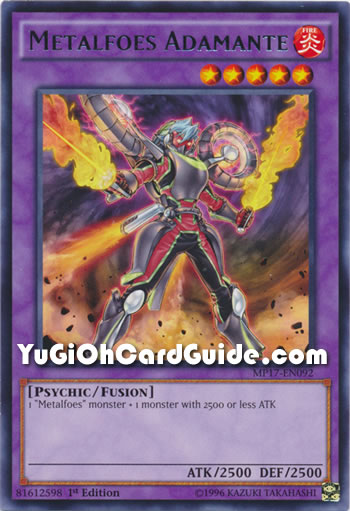 METALFOES ADAMANTE
FIRE
炎
YuGiOhCardGuide.com
MP17-EN092
[PSYCHIC/FUSION]
1 "Metalfoes" monster + 1 monster with 2500 or less ATK
ATK/2500 DEF/2500
81612598 1st Edition ©1996 KAZUKI TAKAHASHI